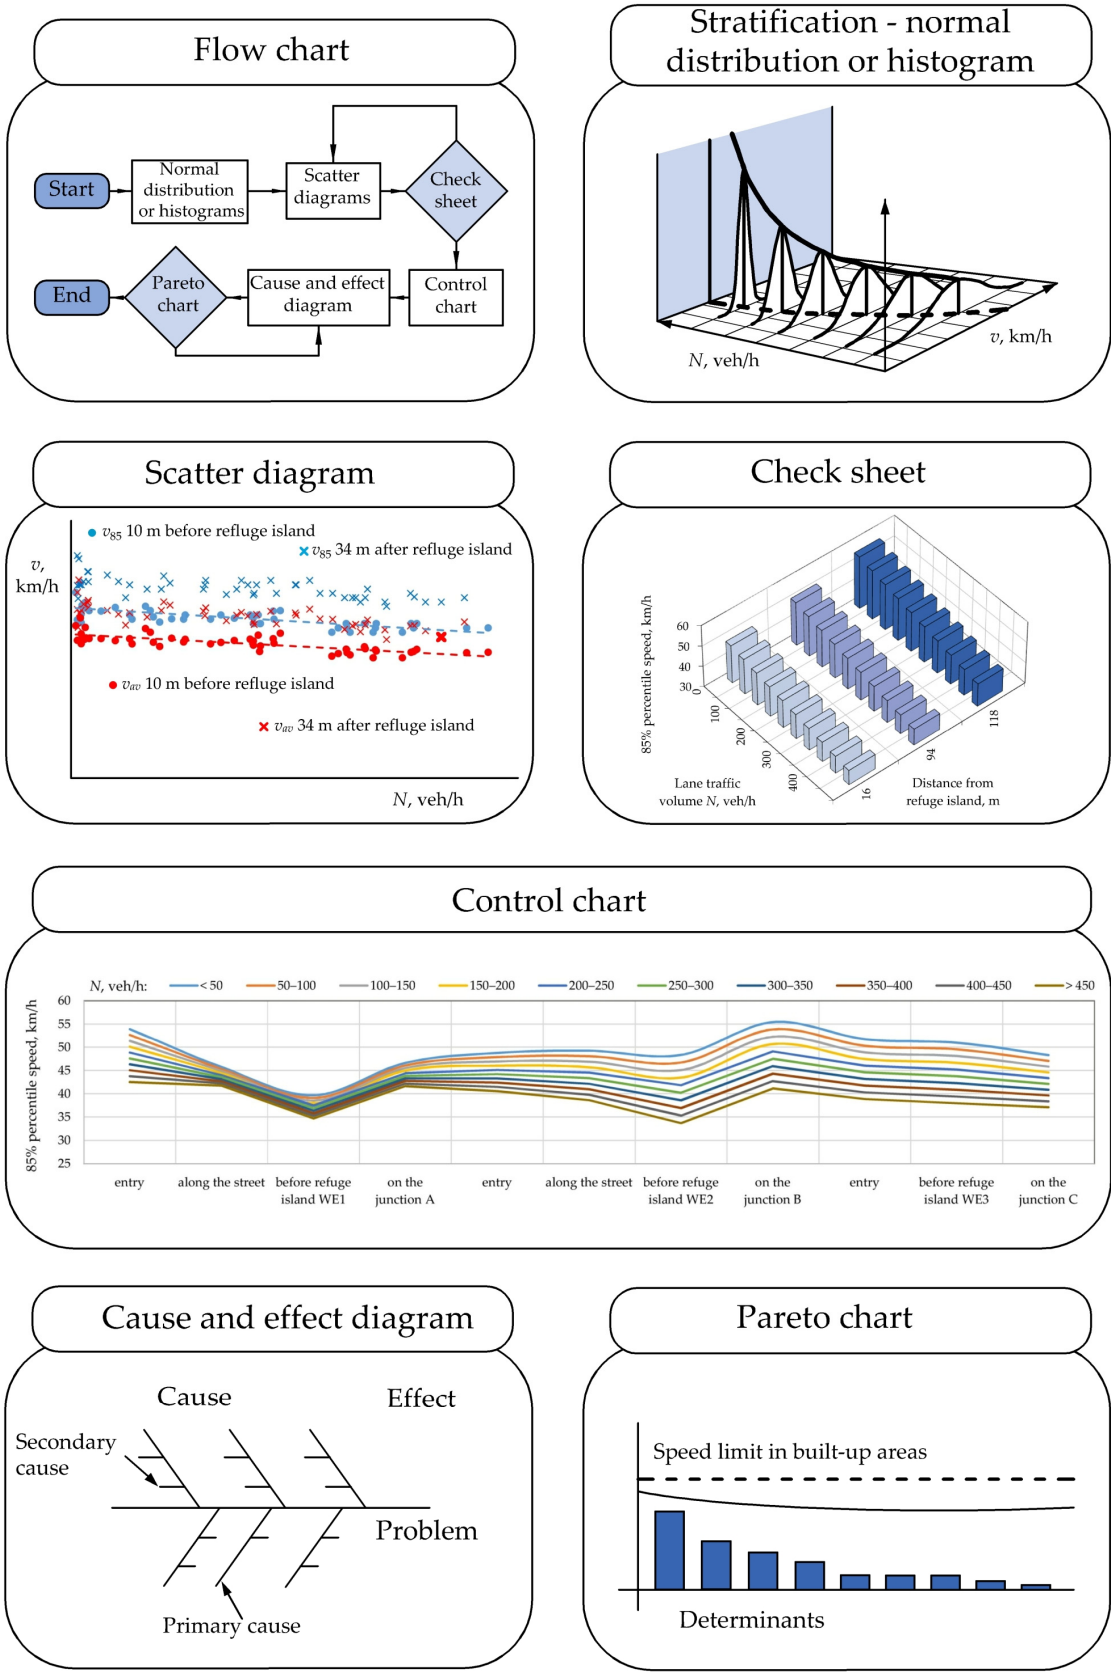 Flow chart
Start
Normal
distribution
or histograms
Scatter
diagrams
Check
sheet
End
Pareto
chart
Cause and effect
diagram
Control
chart
Stratification - normal
distribution or histogram
N, veh/h
v, km/h
Scatter diagram
v,
km/h
v85 10 m before refluge island
v85 34 m after refluge island
vav 10 m before refluge island
vav 34 m after refluge island
N, veh/h
Check sheet
85% percentile speed, km/h
60
50
40
30
0
100
200
300
400
Lane traffic
volume N, veh/h
16
94
118
Distance from
refuge island, m
Control chart
N, veh/h: < 50 50–100 100–150 150–200 200–250 250–300 300–350 350–400 400–450 > 450
85% percentile speed, km/h
60
55
50
45
40
35
30
25
entry
along the street
before refuge
island WE1
on the
junction A
entry
along the street
before refuge
island WE2
on the
junction B
entry
before refuge
island WE3
on the
junction C
Cause and effect diagram
Cause
Effect
Secondary
cause
Problem
Primary cause
Pareto chart
Speed limit in built-up areas
Determinants